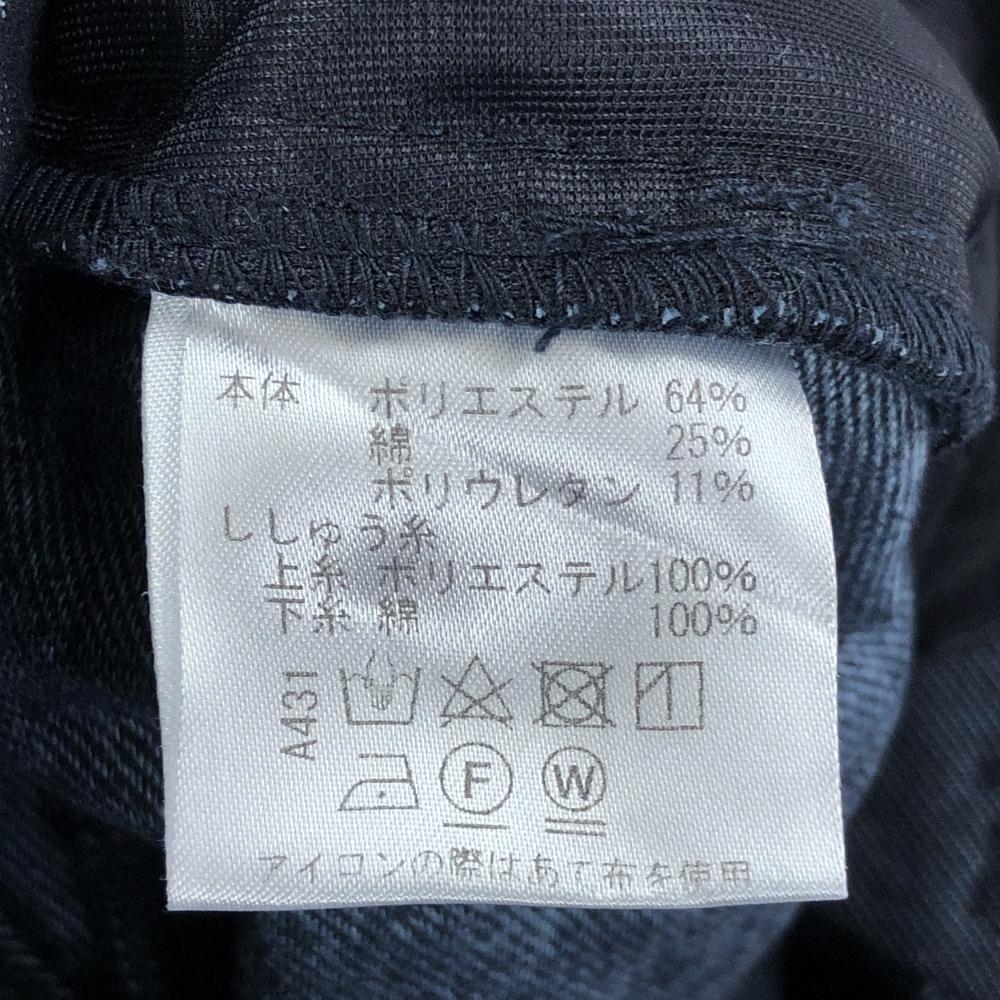 本体 ポリエステル 64%
綿 25%
ポリウレタン 11%
ししゅう糸
上糸 ポリエステル100%
下糸 綿 100%
A431
F W
アイロンの際はあて布を使用